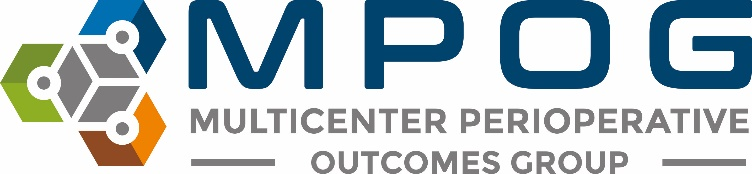 MPOG
MULTICENTER PERIOPERATIVE
OUTCOMES GROUP